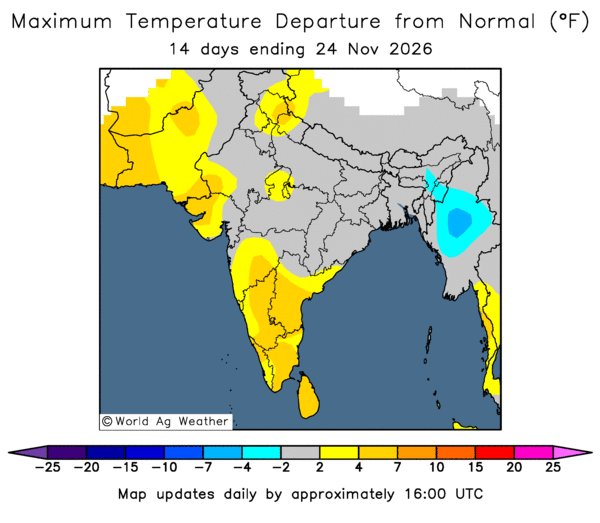 Maximum Temperature Departure from Normal (°F)
14 days ending 24 Nov 2026
©World Ag Weather
−25 −20 −15 −10 −7 −4 −2 2 4 7 10 15 20 25
Map updates daily by approximately 16:00 UTC